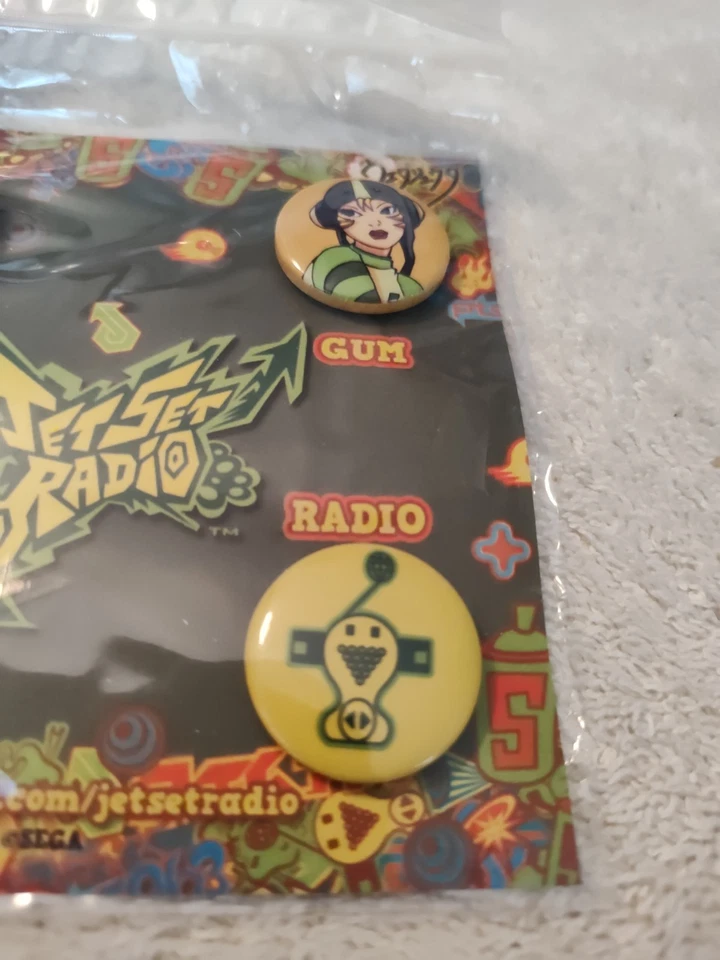 GUM
JET SET
RADIO
TM
RADIO
S
.com/jetsetradio
©SEGA